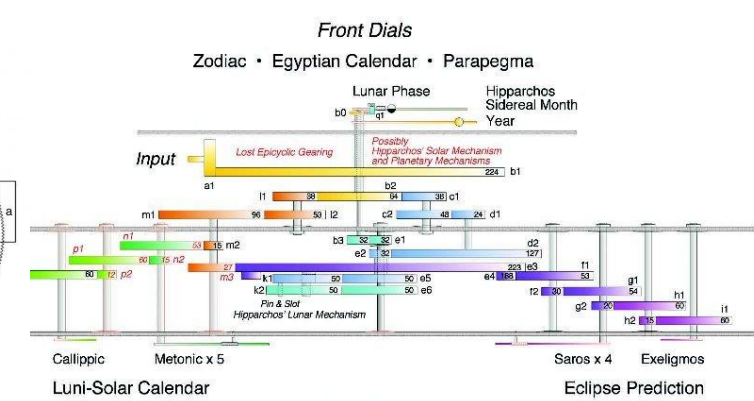 Front Dials
Zodiac • Egyptian Calendar • Parapegma
Lunar Phase
Hipparchos
Sidereal Month
Year
b0
q1
Input
Lost Epicyclic Gearing
Possibly
Hipparchos' Solar Mechanism
and Planetary Mechanisms
224 b1
a1
b2
l1 38 64 38 c1
a
m1 96 53 l2 c2 48 24 d1
n1 53 15 m2 b3 32 32 e1
p1 60 15 n2 e2 32 d2 127
60 12 p2 27 m3 223 e3 f1
k1 50 50 e5 e4 188 53
k2 50 50 e6 f2 30 54 g1
Pin & Slot
Hipparchos' Lunar Mechanism
g2 20 60 h1
h2 15 60 i1
Callippic Metonic x 5 Saros x 4 Exeligmos
Luni-Solar Calendar Eclipse Prediction